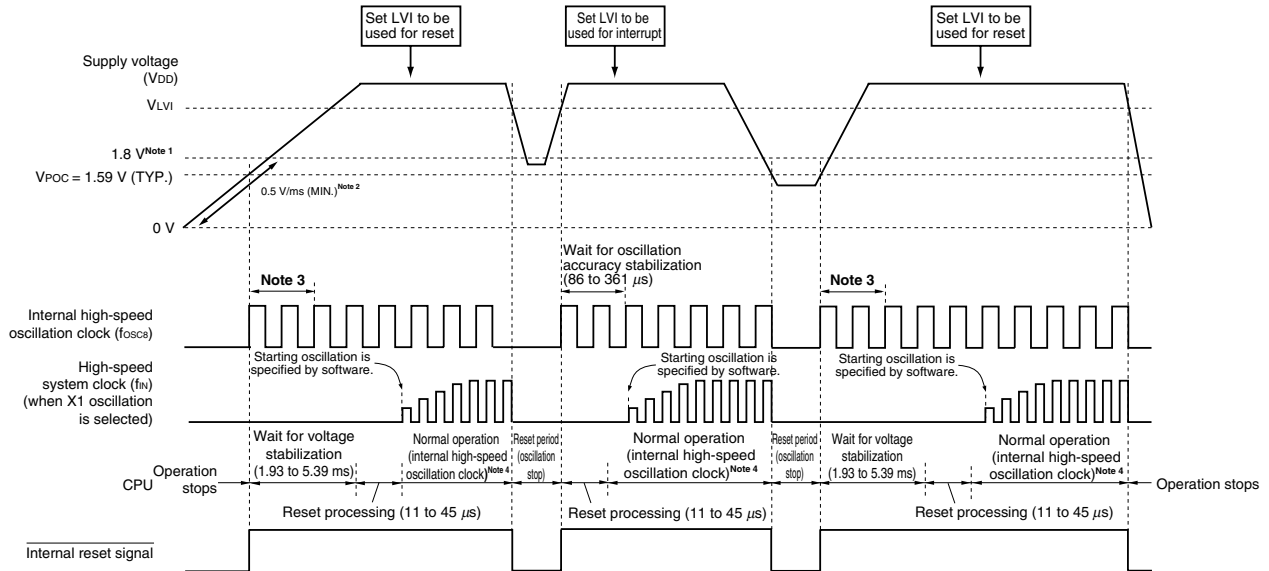 Set LVI to be
used for reset
Set LVI to be
used for interrupt
Set LVI to be
used for reset
Supply voltage
(VDD)
VLVI
1.8 V Note 1
VPOC = 1.59 V (TYP.)
0.5 V/ms (MIN.) Note 2
0 V
Wait for oscillation
accuracy stabilization
(86 to 361 μs)
Note 3
Note 3
Internal high-speed
oscillation clock (fOSC8)
Starting oscillation is
specified by software.
Starting oscillation is
specified by software.
Starting oscillation is
specified by software.
High-speed
system clock (fIN)
(when X1 oscillation
is selected)
Wait for voltage
stabilization
(1.93 to 5.39 ms)
Normal operation
(internal high-speed
oscillation clock) Note 4
Reset period
(oscillation
stop)
Normal operation
(internal high-speed
oscillation clock) Note 4
Reset period
(oscillation
stop)
Wait for voltage
stabilization
(1.93 to 5.39 ms)
Normal operation
(internal high-speed
oscillation clock) Note 4
CPU
Operation
stops
Operation stops
Reset processing (11 to 45 μs)
Reset processing (11 to 45 μs)
Reset processing (11 to 45 μs)
Internal reset signal